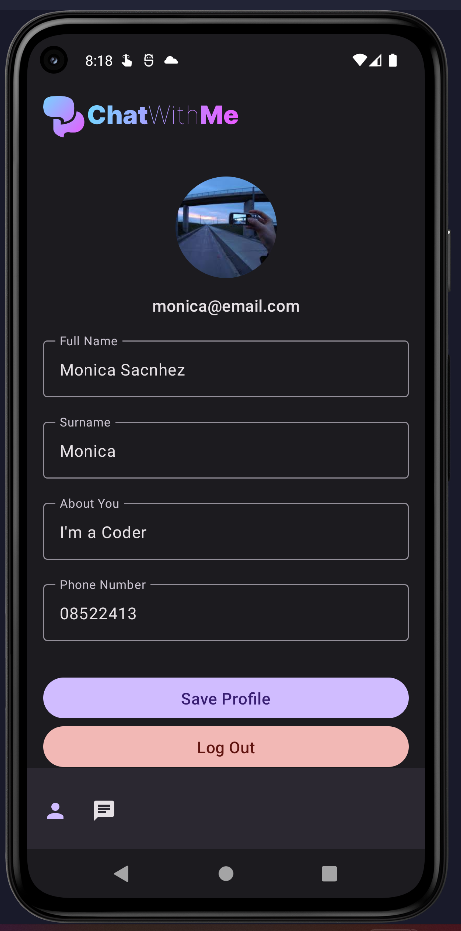 8:18
ChatWithMe
monica@email.com
Full Name
Monica Sacnhez
Surname
Monica
About You
I'm a Coder
Phone Number
08522413
Save Profile
Log Out